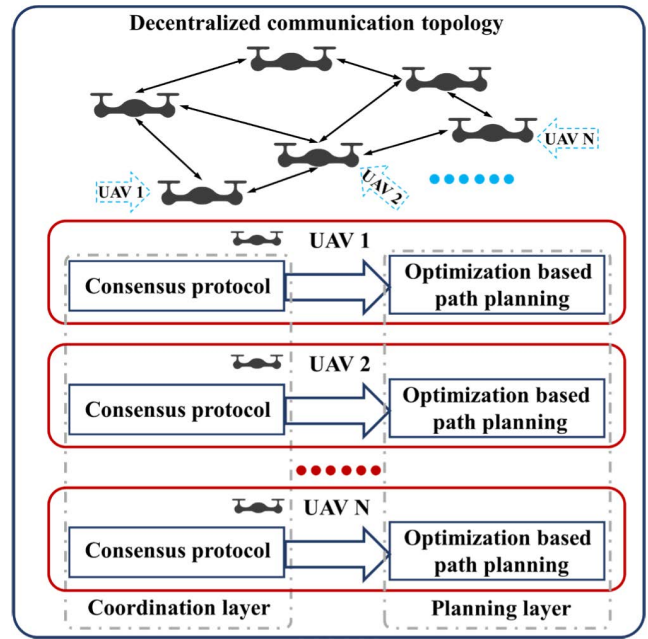 Decentralized communication topology
UAV N
UAV 1
UAV 2
UAV 1
Consensus protocol
Optimization based
path planning
UAV 2
Consensus protocol
Optimization based
path planning
UAV N
Consensus protocol
Optimization based
path planning
Coordination layer
Planning layer